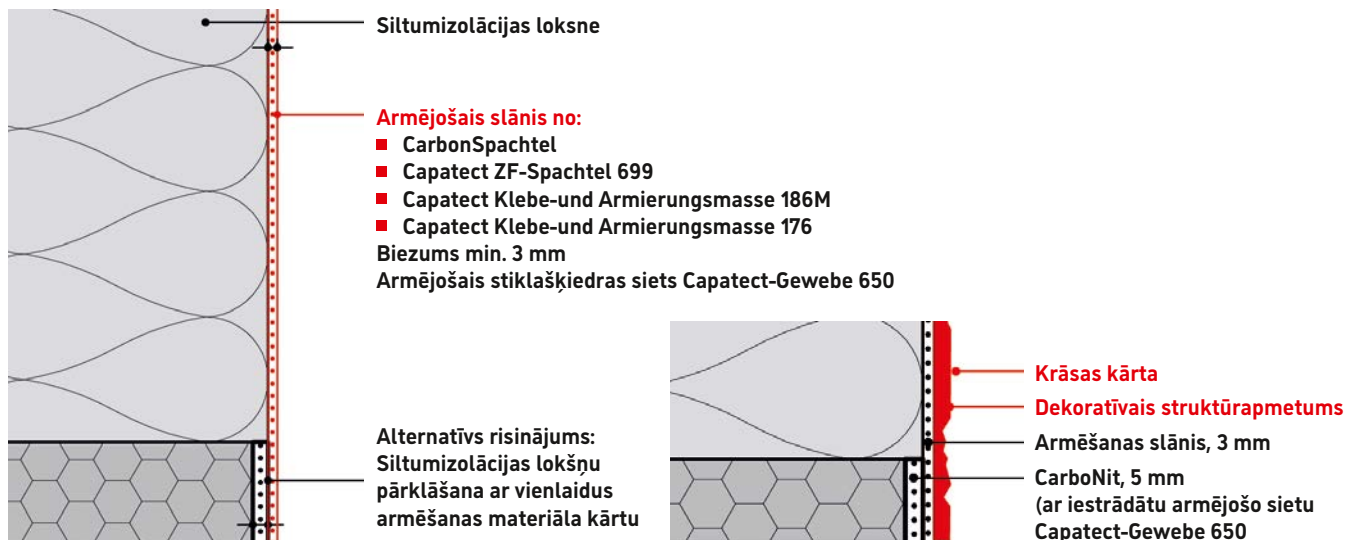 Siltumizolācijas loksne
Armējošais slānis no:
CarbonSpachtel
Capatect ZF-Spachtel 699
Capatect Klebe-und Armierungsmasse 186M
Capatect Klebe-und Armierungsmasse 176
Biezums min. 3 mm
Armējošais stiklašķiedras siets Capatect-Gewebe 650
Alternatīvs risinājums:
Siltumizolācijas lokšņu
pārklāšana ar vienlaidus
armēšanas materiāla kārtu
Krāsas kārta
Dekoratīvais struktūrapmetums
Armēšanas slānis, 3 mm
CarboNit, 5 mm
(ar iestrādātu armējošo sietu
Capatect-Gewebe 650